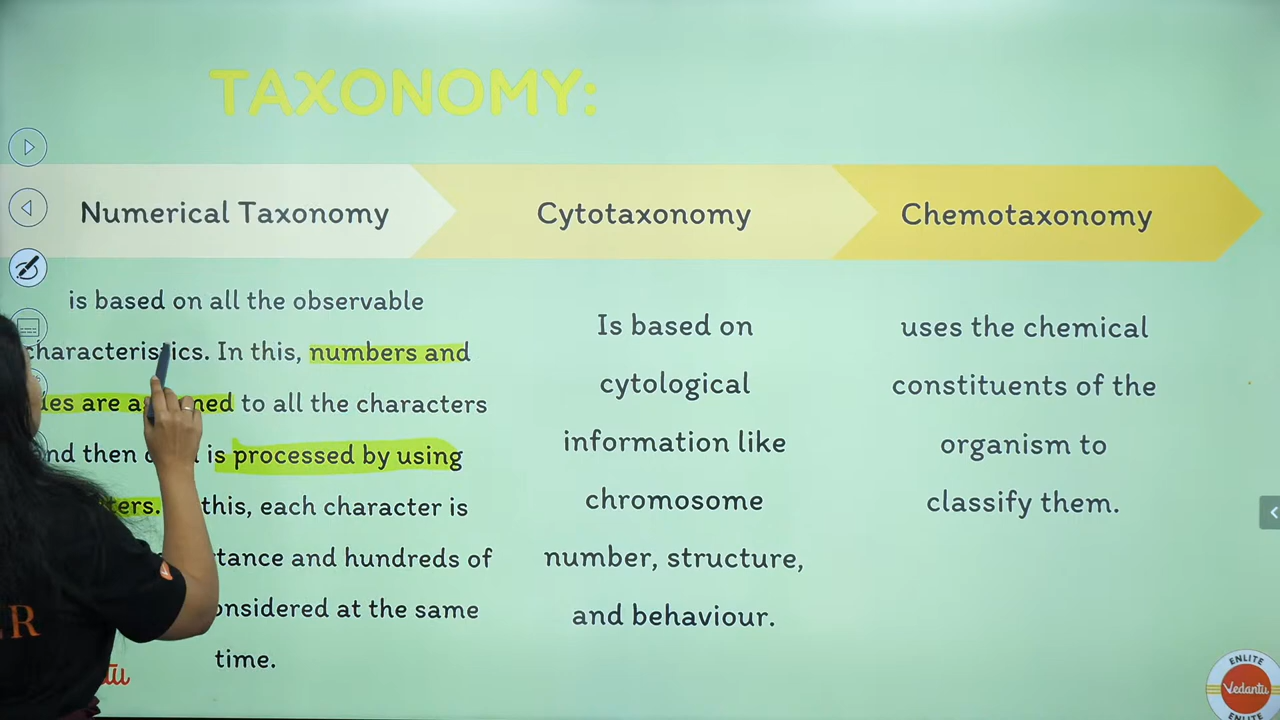 TAXONOMY:
Numerical Taxonomy
Cytotaxonomy
Chemotaxonomy
is based on all the observable
characteristics. In this, numbers and
are assigned to all the characters
then is processed by using
this, each character is
and hundreds of
considered at the same
time.
Is based on
cytological
information like
chromosome
number, structure,
and behaviour.
uses the chemical
constituents of the
organism to
classify them.
ENLITE
Vedantu
ENLITE